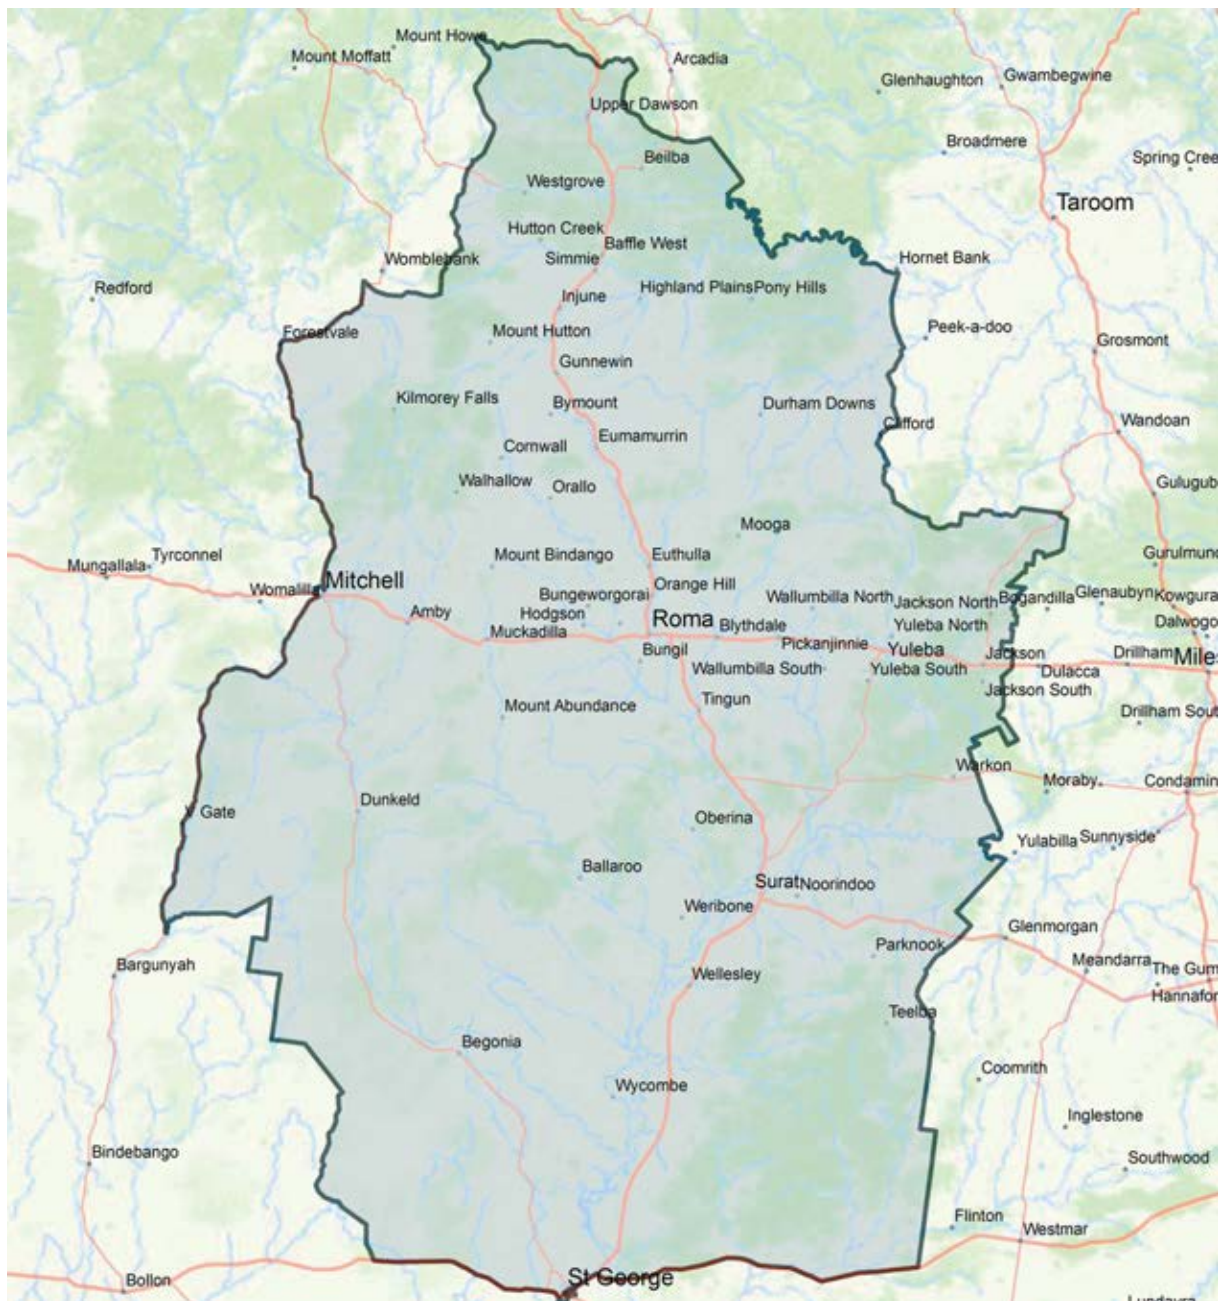 Mount Howe
Mount Moffatt
Arcadia
Glenhaughton
Gwambegwine
Upper Dawson
Broadmere
Beilba
Spring Cree
Westgrove
Taroom
Hutton Creek
Baffle West
Womblebank
Simmie
Hornet Bank
Redford
Highland Plains
Pony Hills
Injune
Forestvale
Mount Hutton
Peek-a-doo
Grosmont
Gunnewin
Kilmorey Falls
Bymount
Durham Downs
Clifford
Wandoan
Eumamurrin
Cornwall
Walhallow
Orallo
Gulugub
Mooga
Tyrconnel
Mungallala
Mount Bindango
Euthulla
Gurulmund
Womalilla
Mitchell
Orange Hill
Bungeworgorai
Wallumbilla North
Jackson North
Bogandilla
Glenaubyn
Kowgura
Amby
Hodgson
Roma
Blythdale
Yuleba North
Dalwogo
Muckadilla
Bungil
Pickanjinnie
Yuleba
Jackson
Drillham
Miles
Wallumbilla South
Yuleba South
Dulacca
Jackson South
Mount Abundance
Tingun
Drillham Sout
Warkon
Moraby
Condamin
Dunkeld
V Gate
Oberina
Yulabilla
Sunnyside
Ballaroo
Surat
Noorindoo
Weribone
Glenmorgan
Parknook
Bargunyah
Wellesley
Meandarra
The Gum
Hannafor
Teelba
Begonia
Coomrith
Wycombe
Inglestone
Bindebango
Southwood
Flinton
Westmar
Bollon
St George